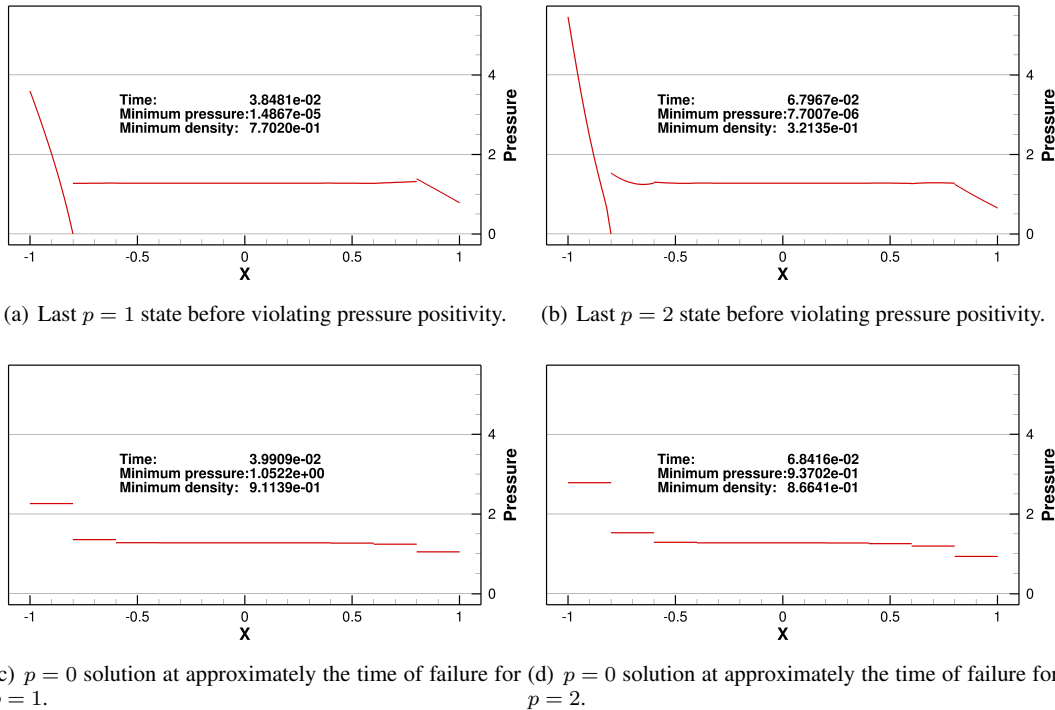 4
2
0
Pressure
Time: 3.8481e-02
Minimum pressure:1.4867e-05
Minimum density: 7.7020e-01
-1 -0.5 0 0.5 1
X
4
2
0
Pressure
Time: 6.7967e-02
Minimum pressure:7.7007e-06
Minimum density: 3.2135e-01
-1 -0.5 0 0.5 1
X
(a) Last p = 1 state before violating pressure positivity.
(b) Last p = 2 state before violating pressure positivity.
4
2
0
Pressure
Time: 3.9909e-02
Minimum pressure:1.0522e+00
Minimum density: 9.1139e-01
-1 -0.5 0 0.5 1
X
4
2
0
Pressure
Time: 6.8416e-02
Minimum pressure:9.3702e-01
Minimum density: 8.6641e-01
-1 -0.5 0 0.5 1
X
c) p = 0 solution at approximately the time of failure for
= 1.
(d) p = 0 solution at approximately the time of failure for
p = 2.